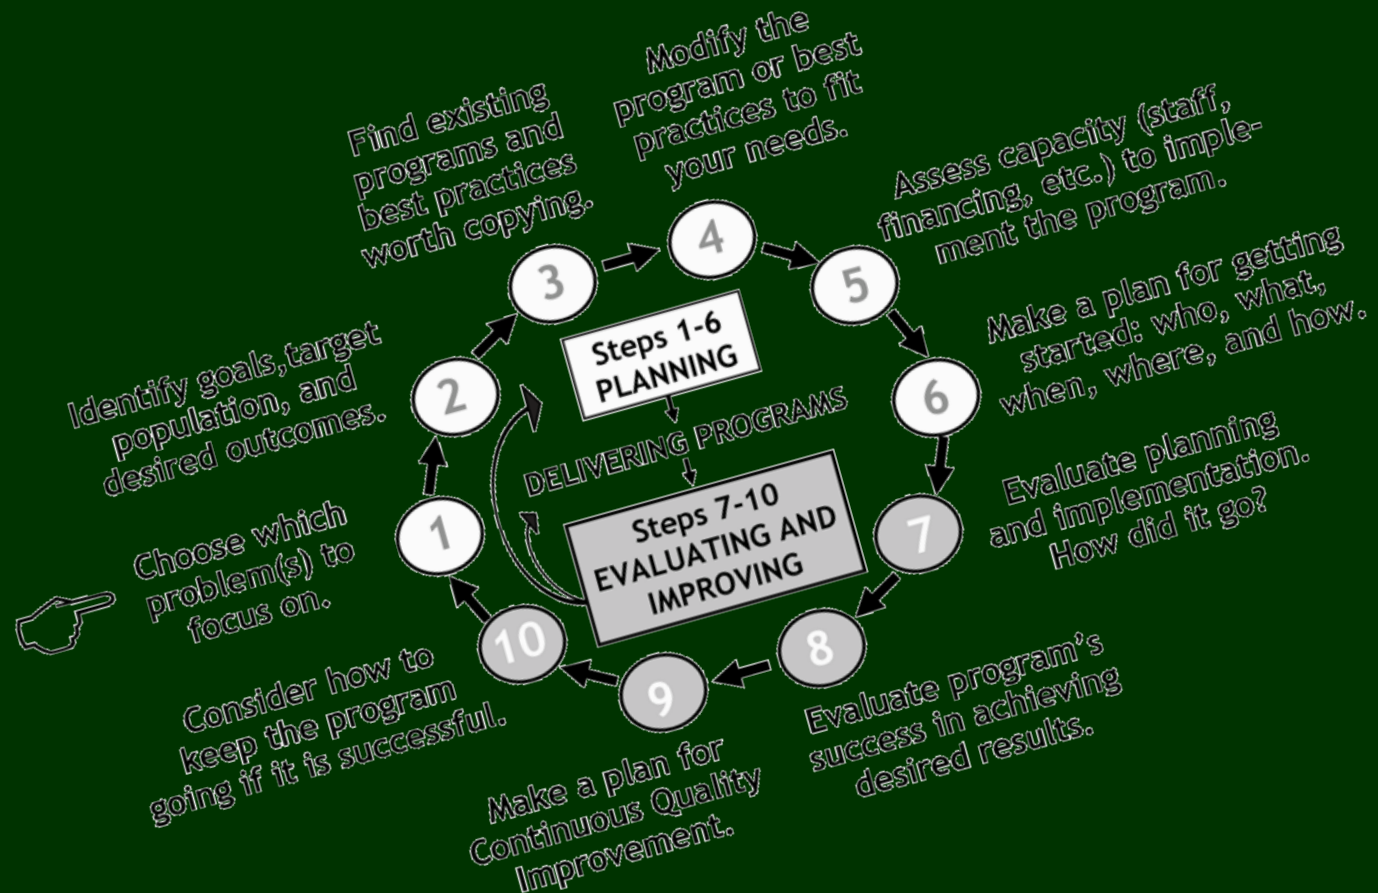 Choose which
problem(s) to
focus on.
1
Identify goals,target
population, and
desired outcomes.
2
Find existing
programs and
best practices
worth copying.
3
Modify the
program or best
practices to fit
your needs.
4
Assess capacity (staff,
financing, etc.) to imple-
ment the program.
5
Make a plan for getting
started: who, what,
when, where, and how.
6
Evaluate planning
and implementation.
How did it go?
7
Evaluate program's
success in achieving
desired results.
8
Make a plan for
Continuous Quality
Improvement.
9
Consider how to
keep the program
going if it is successful.
10
Steps 1-6
PLANNING
DELIVERING PROGRAMS
Steps 7-10
EVALUATING AND
IMPROVING